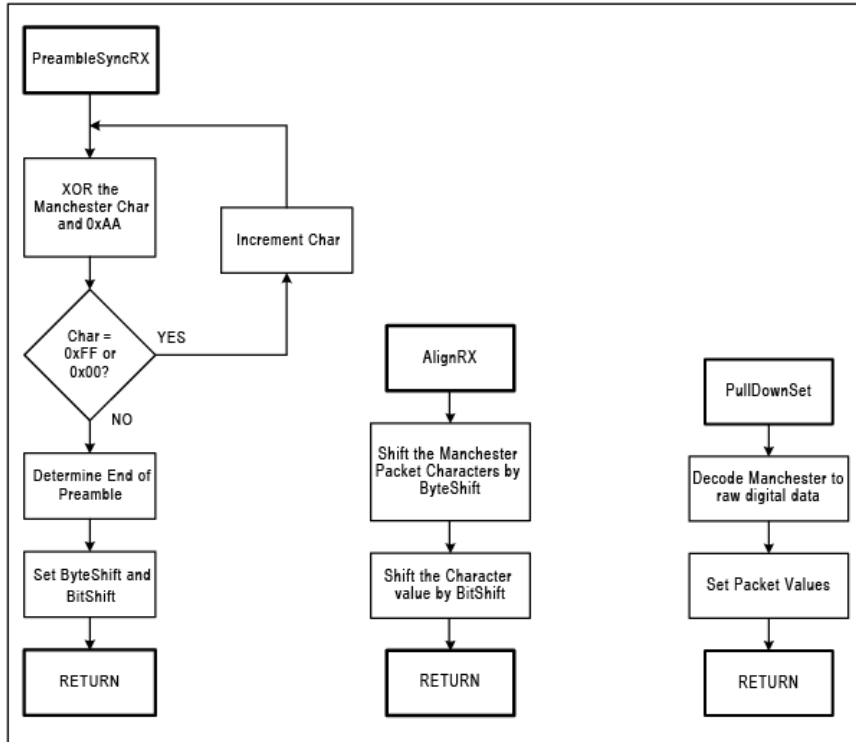 PreambleSyncRX
XOR the
Manchester Char
and 0xAA
Increment Char
Char =
0xFF or
0x00?
YES
NO
Determine End of
Preamble
Set ByteShift and
BitShift
RETURN
AlignRX
Shift the Manchester
Packet Characters by
ByteShift
Shift the Character
value by BitShift
RETURN
PullDownSet
Decode Manchester to
raw digital data
Set Packet Values
RETURN